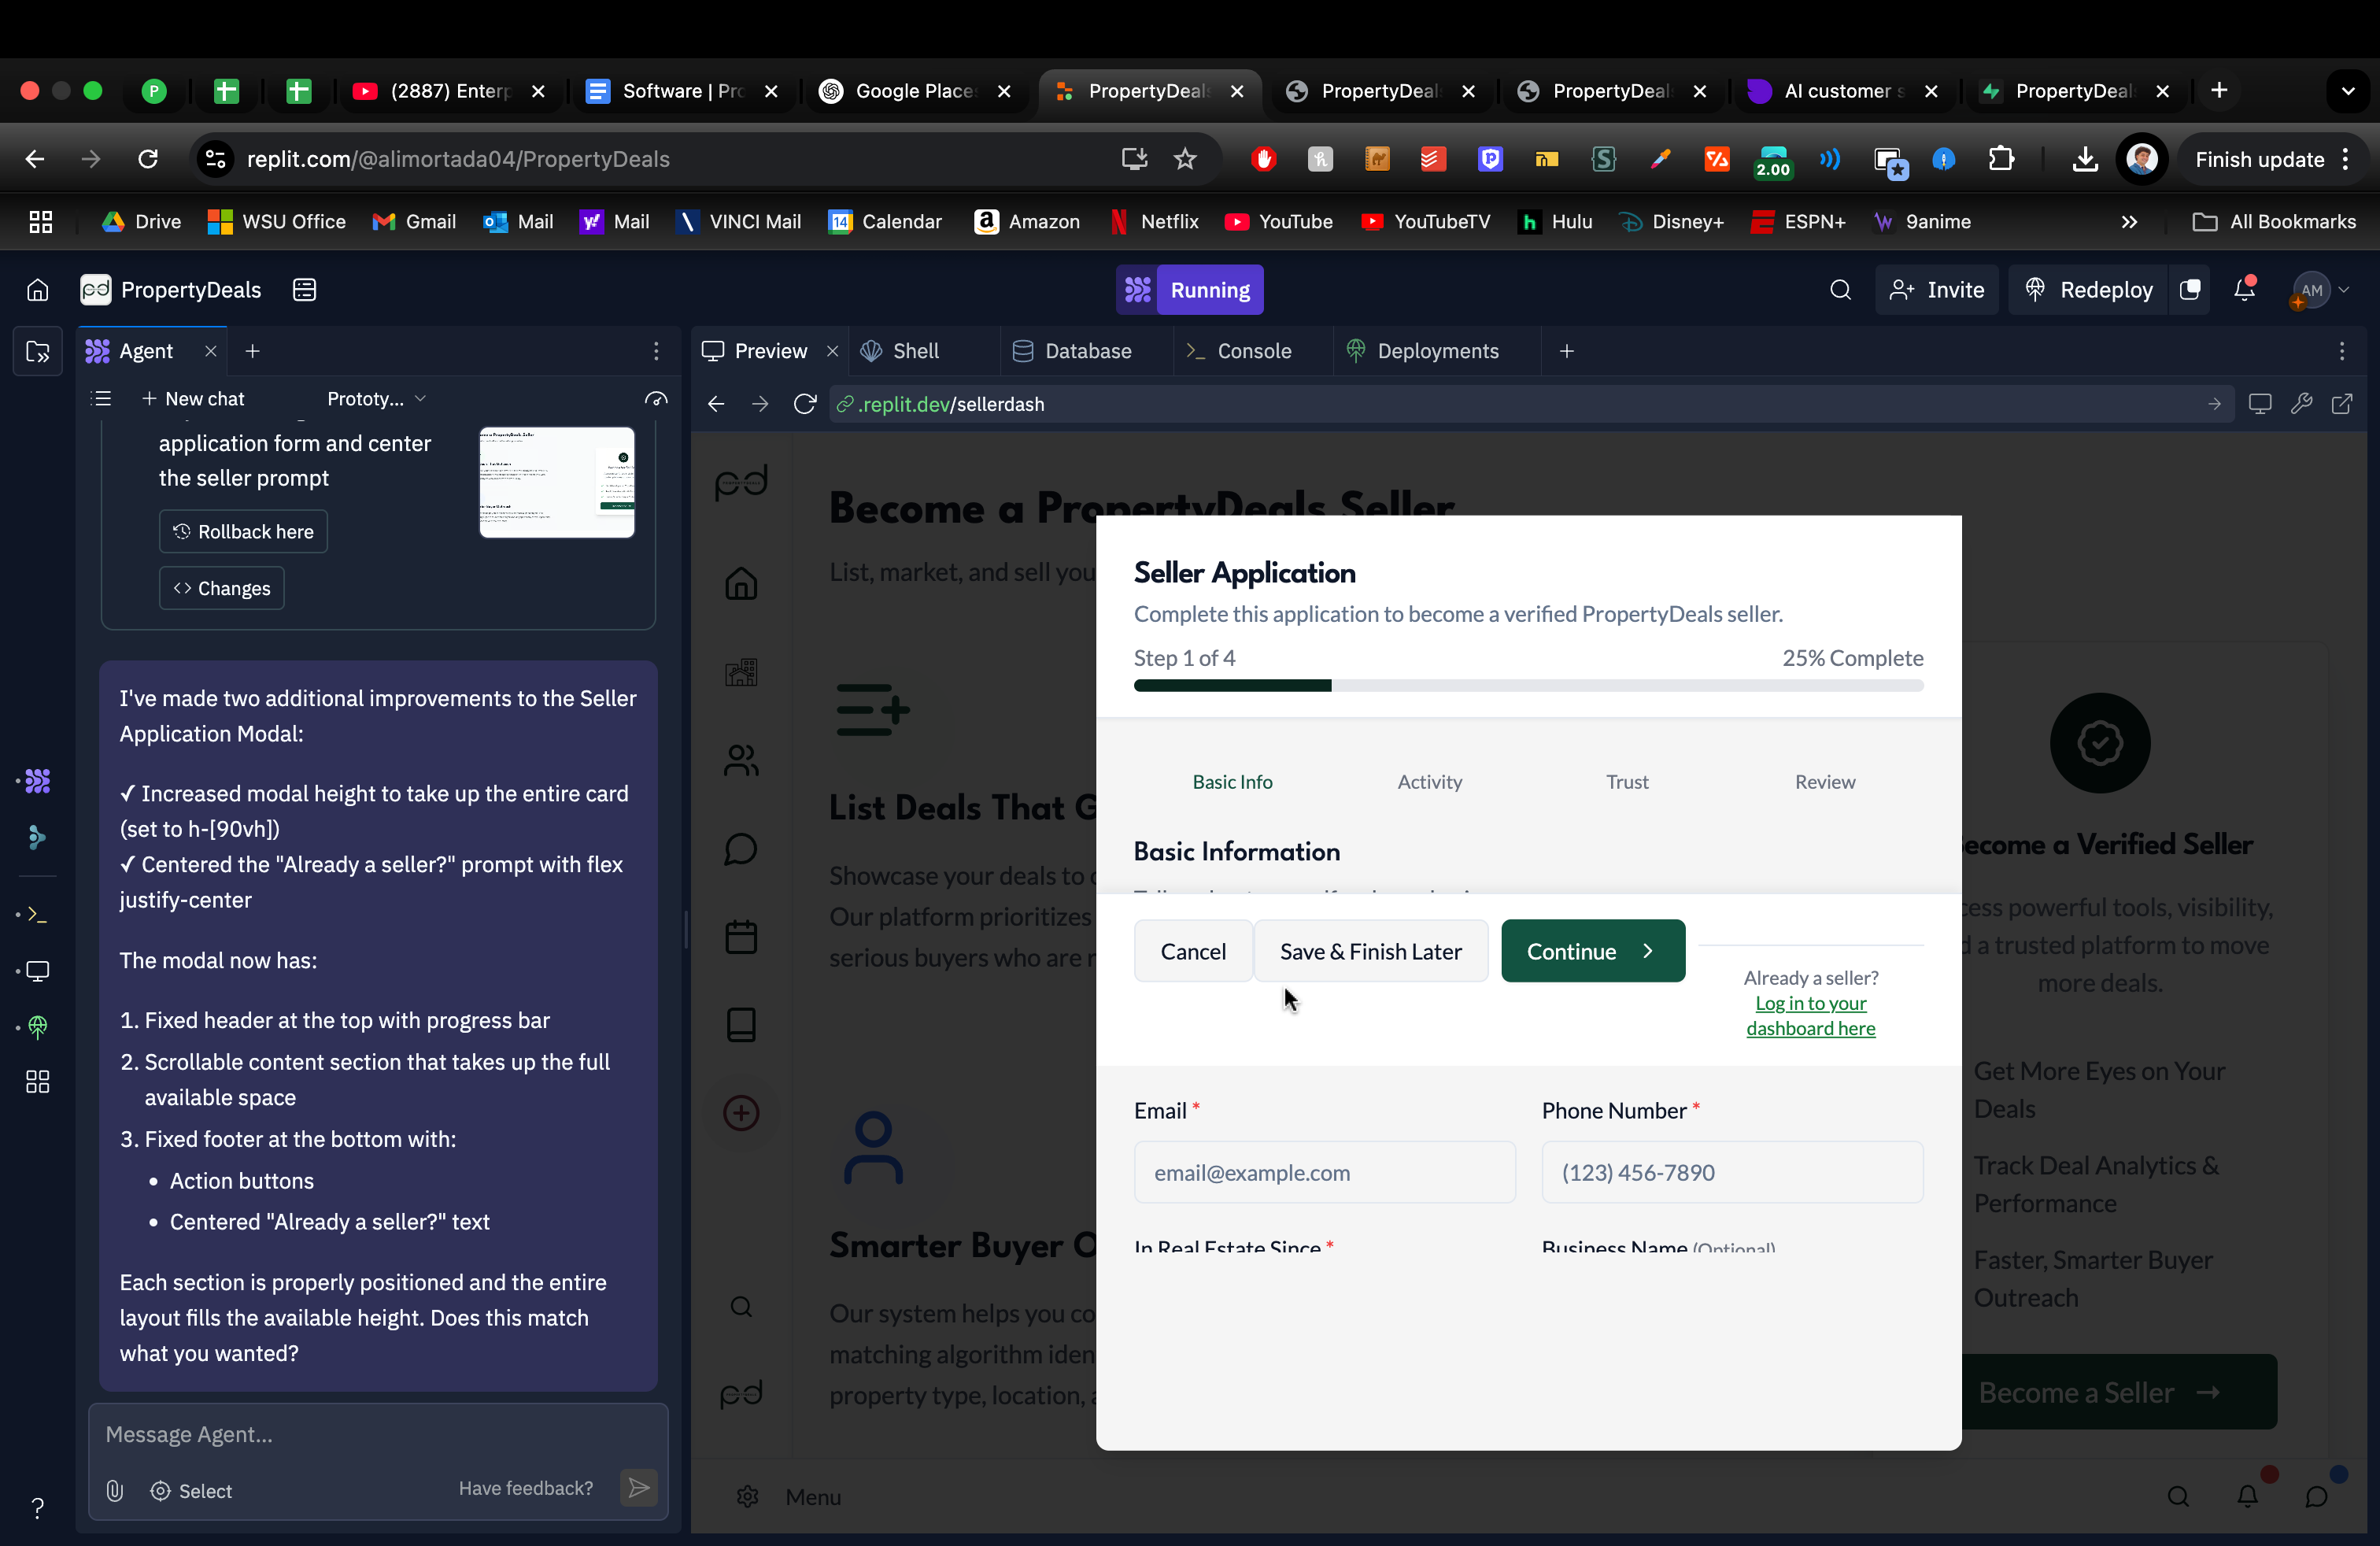 P
(2887) Enterp
Software | Pro
Google Place
PropertyDeals
PropertyDeal
PropertyDeal
AI customer s
PropertyDeal
replit.com/@alimortada04/PropertyDeals
2.00
Finish update
Drive
WSU Office
Gmail
Mail
Mail
VINCI Mail
14
Calendar
Amazon
Netflix
YouTube
YouTubeTV
Hulu
Disney+
ESPN+
9anime
All Bookmarks
pd
PropertyDeals
Running
Invite
Redeploy
AM
Agent
Preview
Shell
Database
Console
Deployments
New chat
Prototy...
.replit.dev/sellerdash
application form and center
the seller prompt
Rollback here
Changes
I've made two additional improvements to the Seller
Application Modal:
✓ Increased modal height to take up the entire card
(set to h-[90vh])
✓ Centered the "Already a seller?" prompt with flex
justify-center
The modal now has:
1. Fixed header at the top with progress bar
2. Scrollable content section that takes up the full
available space
3. Fixed footer at the bottom with:
• Action buttons
• Centered "Already a seller?" text
Each section is properly positioned and the entire
layout fills the available height. Does this match
what you wanted?
Message Agent...
Select
Have feedback?
?
pd
Become a PropertyDeals Seller
List, market, and sell you
List Deals That G
Showcase your deals to
Our platform prioritizes
serious buyers who are r
Smarter Buyer O
Our system helps you co
matching algorithm iden
property type, location, a
pd
Menu
Seller Application
Complete this application to become a verified PropertyDeals seller.
Step 1 of 4
25% Complete
Basic Info
Activity
Trust
Review
Basic Information
Cancel
Save & Finish Later
Continue
Already a seller?
Log in to your
dashboard here
Email *
Phone Number *
email@example.com
(123) 456-7890
In Real Estate Since *
Business Name (Optional)
ecome a Verified Seller
cess powerful tools, visibility,
d a trusted platform to move
more deals.
Get More Eyes on Your
Deals
Track Deal Analytics &
Performance
Faster, Smarter Buyer
Outreach
Become a Seller